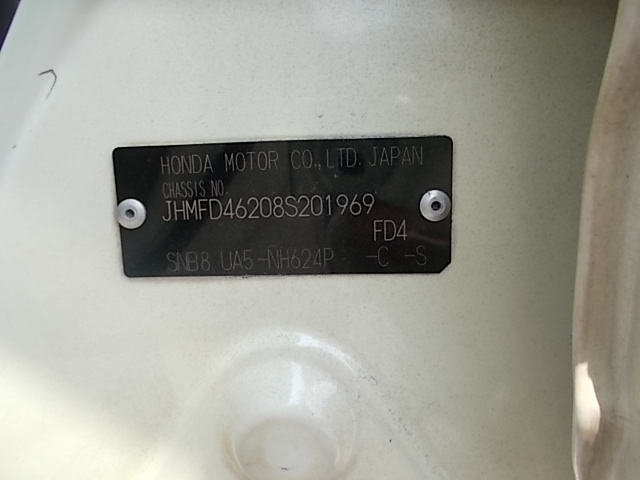 HONDA MOTOR CO.,LTD. JAPAN
CHASSIS NO.
JHMFD46208S201969
FD4
SNB8 UA5-NH624P -C -S